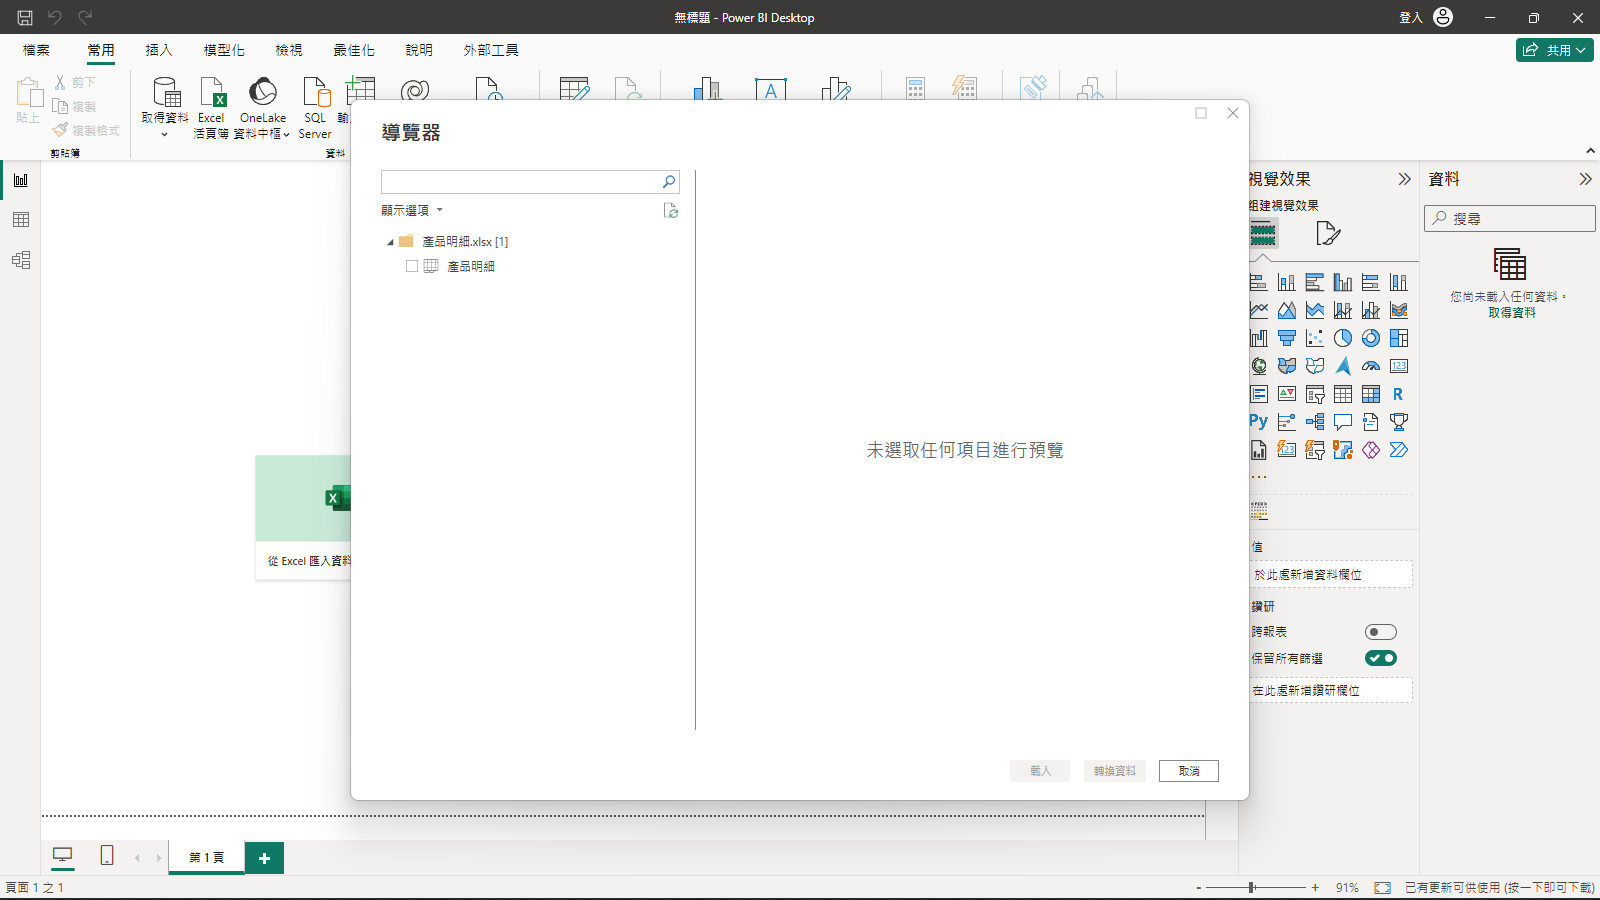 無標題 - Power BI Desktop
登入
檔案 常用 插入 模型化 檢視 最佳化 說明 外部工具
共用
貼上
剪下
複製
複製格式
剪貼簿
取得資料
Excel
活頁簿
OneLake
資料中樞
SQL
Server
資料
導覽器
顯示選項
產品明細.xlsx [1]
產品明細
未選取任何項目進行預覽
載入
轉換資料
取消
從 Excel 匯入資料
視覺效果
組建視覺效果
123
R
Py
123
值
於此處新增資料欄位
鑽研
跨報表
保留所有篩選
在此處新增鑽研欄位
資料
搜尋
您尚未載入任何資料。
取得資料
第 1 頁
頁面 1 之 1
- + 91%
已有更新可供使用 (按一下即可下載)